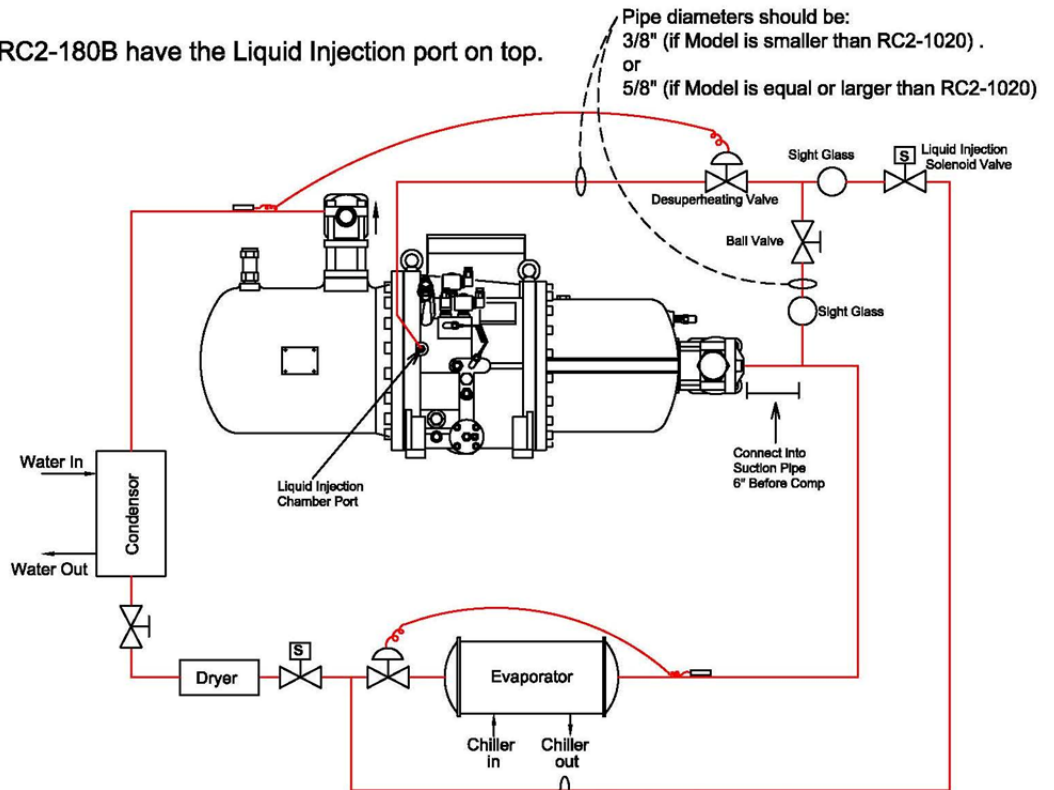 RC2-180B have the Liquid Injection port on top.
Pipe diameters should be:
3/8" (if Model is smaller than RC2-1020) .
or
5/8" (if Model is equal or larger than RC2-1020)
Sight Glass
S
Liquid Injection
Solenoid Valve
Desuperheating Valve
Ball Valve
Sight Glass
Connect Into
Suction Pipe
6" Before Comp
Liquid Injection
Chamber Port
Water In
Condensor
Water Out
Dryer
S
Evaporator
Chiller
in
Chiller
out